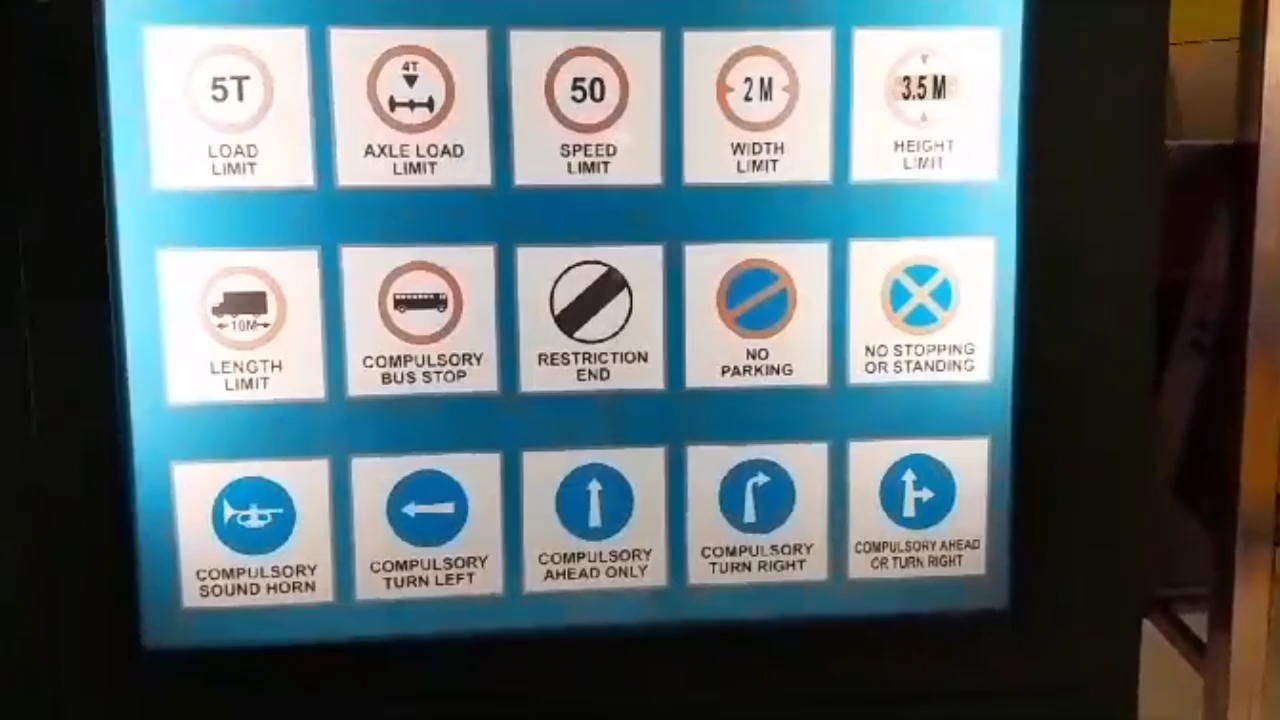 5T
LOAD
LIMIT
4T
AXLE LOAD
LIMIT
50
SPEED
LIMIT
2 M
WIDTH
LIMIT
3.5 M
HEIGHT
LIMIT
10M
LENGTH
LIMIT
COMPULSORY
BUS STOP
RESTRICTION
END
NO
PARKING
NO STOPPING
OR STANDING
COMPULSORY
SOUND HORN
COMPULSORY
TURN LEFT
COMPULSORY
AHEAD ONLY
COMPULSORY
TURN RIGHT
COMPULSORY AHEAD
OR TURN RIGHT